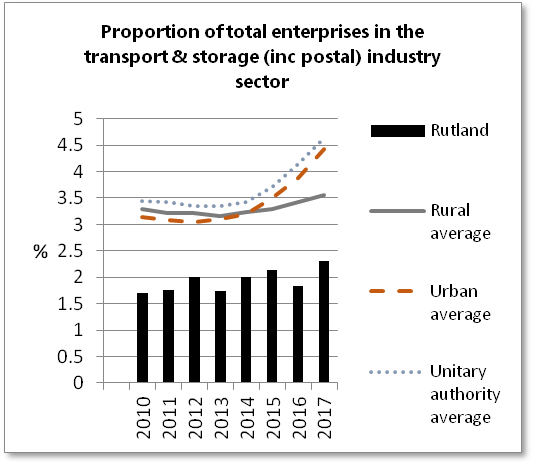 Proportion of total enterprises in the
transport & storage (inc postal) industry
sector
5
4.5
4
3.5
3
2.5
2
1.5
1
0.5
0
%
2010
2011
2012
2013
2014
2015
2016
2017
Rutland
Rural
average
Urban
average
Unitary
authority
average